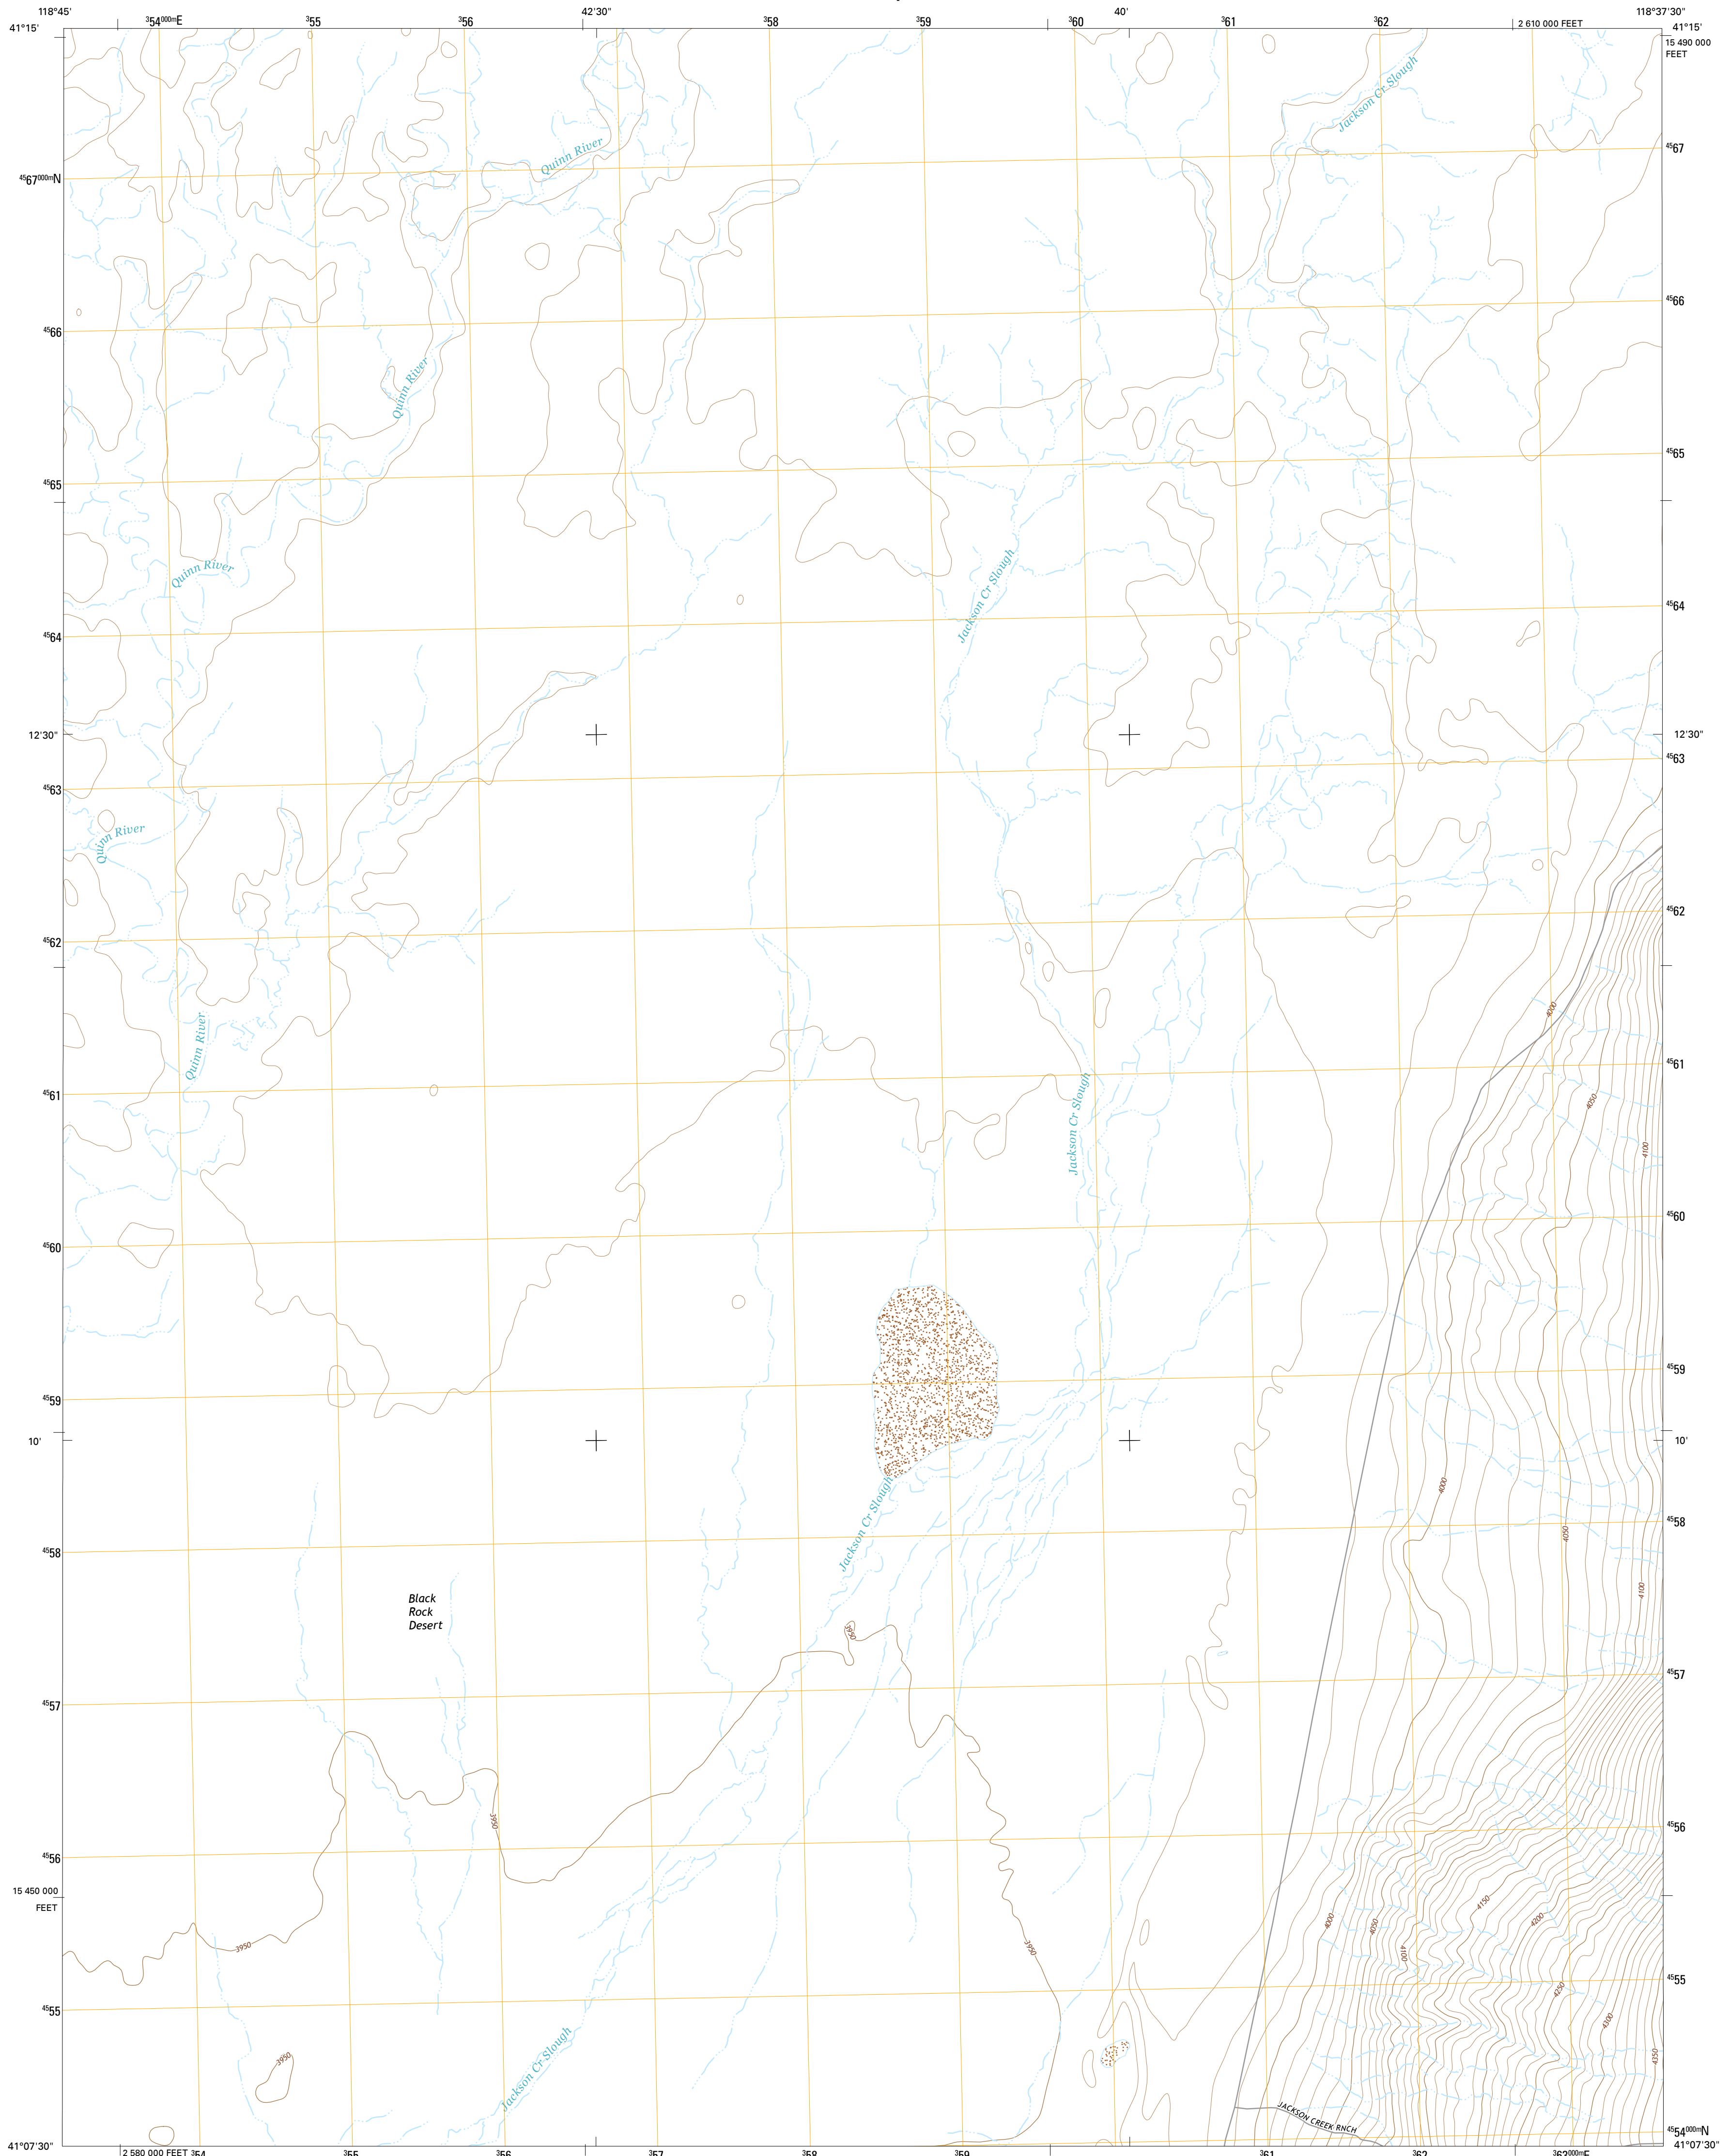 118°45' 42'30" 40' 118°37'30"
³54⁰⁰⁰ᵐE ³55 ³56 ³58 ³59 ³60 ³61 ³62 2 610 000 FEET
41°15' 41°15'
15 490 000
FEET
Jackson Cr Slough
Quinn River
⁴⁵67
⁴⁵67⁰⁰⁰ᵐN
⁴⁵66
⁴⁵66
Quinn River
⁴⁵65
⁴⁵65
Quinn River
Jackson Cr Slough
⁴⁵64
⁴⁵64
12'30" 12'30"
⁴⁵63
⁴⁵63
Quinn River
⁴⁵62
⁴⁵62
4000
Quinn River
⁴⁵61
⁴⁵61
4050
Jackson Cr Slough
4100
⁴⁵60
⁴⁵60
⁴⁵59
⁴⁵59
10' 10'
4000
Jackson Cr Slough
⁴⁵58
4050
⁴⁵58
4100
Black
Rock
Desert
3950
⁴⁵57
⁴⁵57
3950
⁴⁵56
⁴⁵56
15 450 000
FEET
4150
4200
4000
4050
4100
3950
3950
⁴⁵55
⁴⁵55
4250
4100
3950
4350
Jackson Cr Slough
JACKSON CREEK RNCH
⁴⁵54⁰⁰⁰ᵐN
41°07'30" 41°07'30"
2 580 000 FEET ³54 ³55 ³56 ³57 ³58 ³59 ³61 ³62 ³63⁰⁰⁰ᵐE